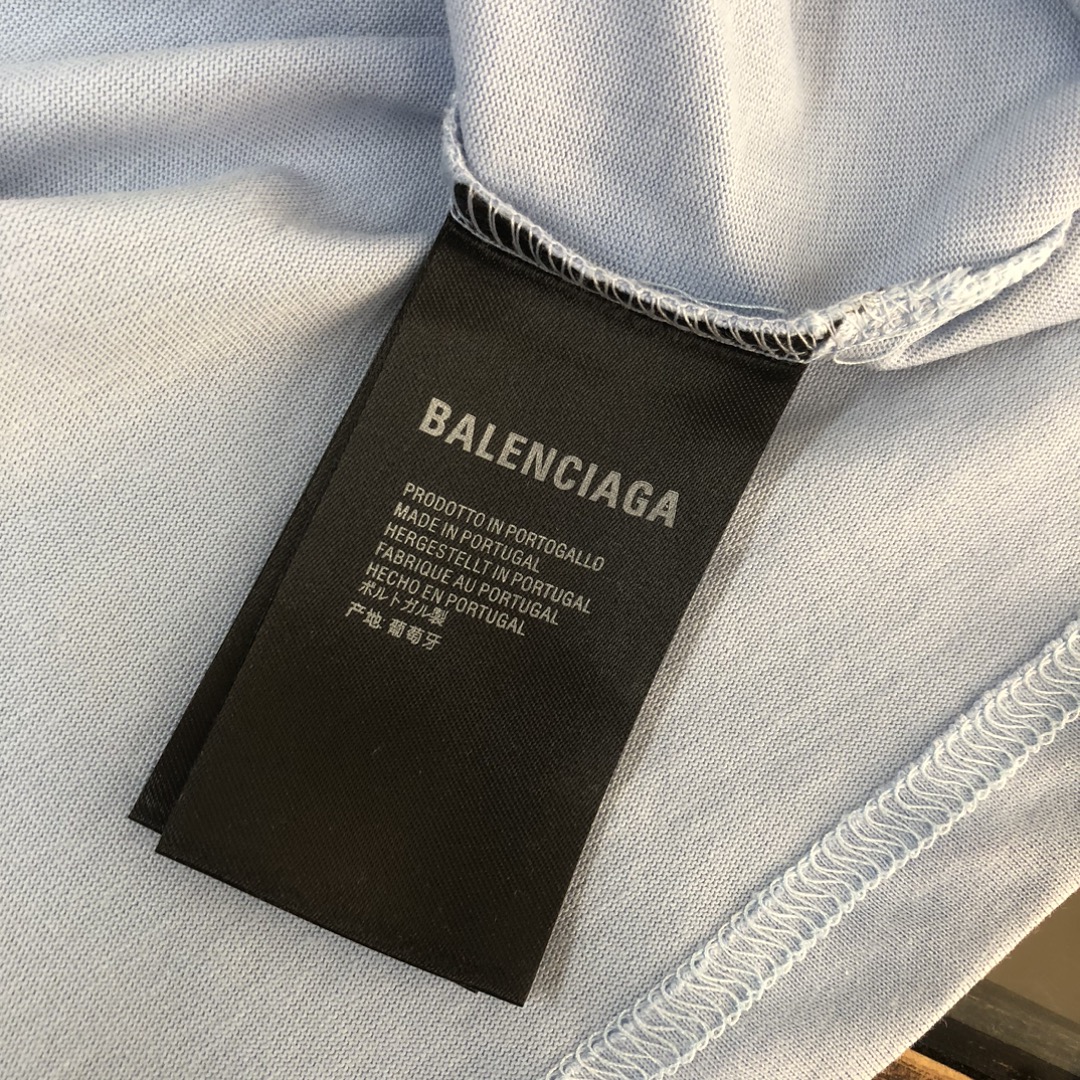 BALENCIAGA
PRODOTTO IN PORTOGALLO
MADE IN PORTUGAL
HERGESTELLT IN PORTUGAL
FABRIQUE AU PORTUGAL
HECHO EN PORTUGAL
ポルトガル製
产地 葡萄牙